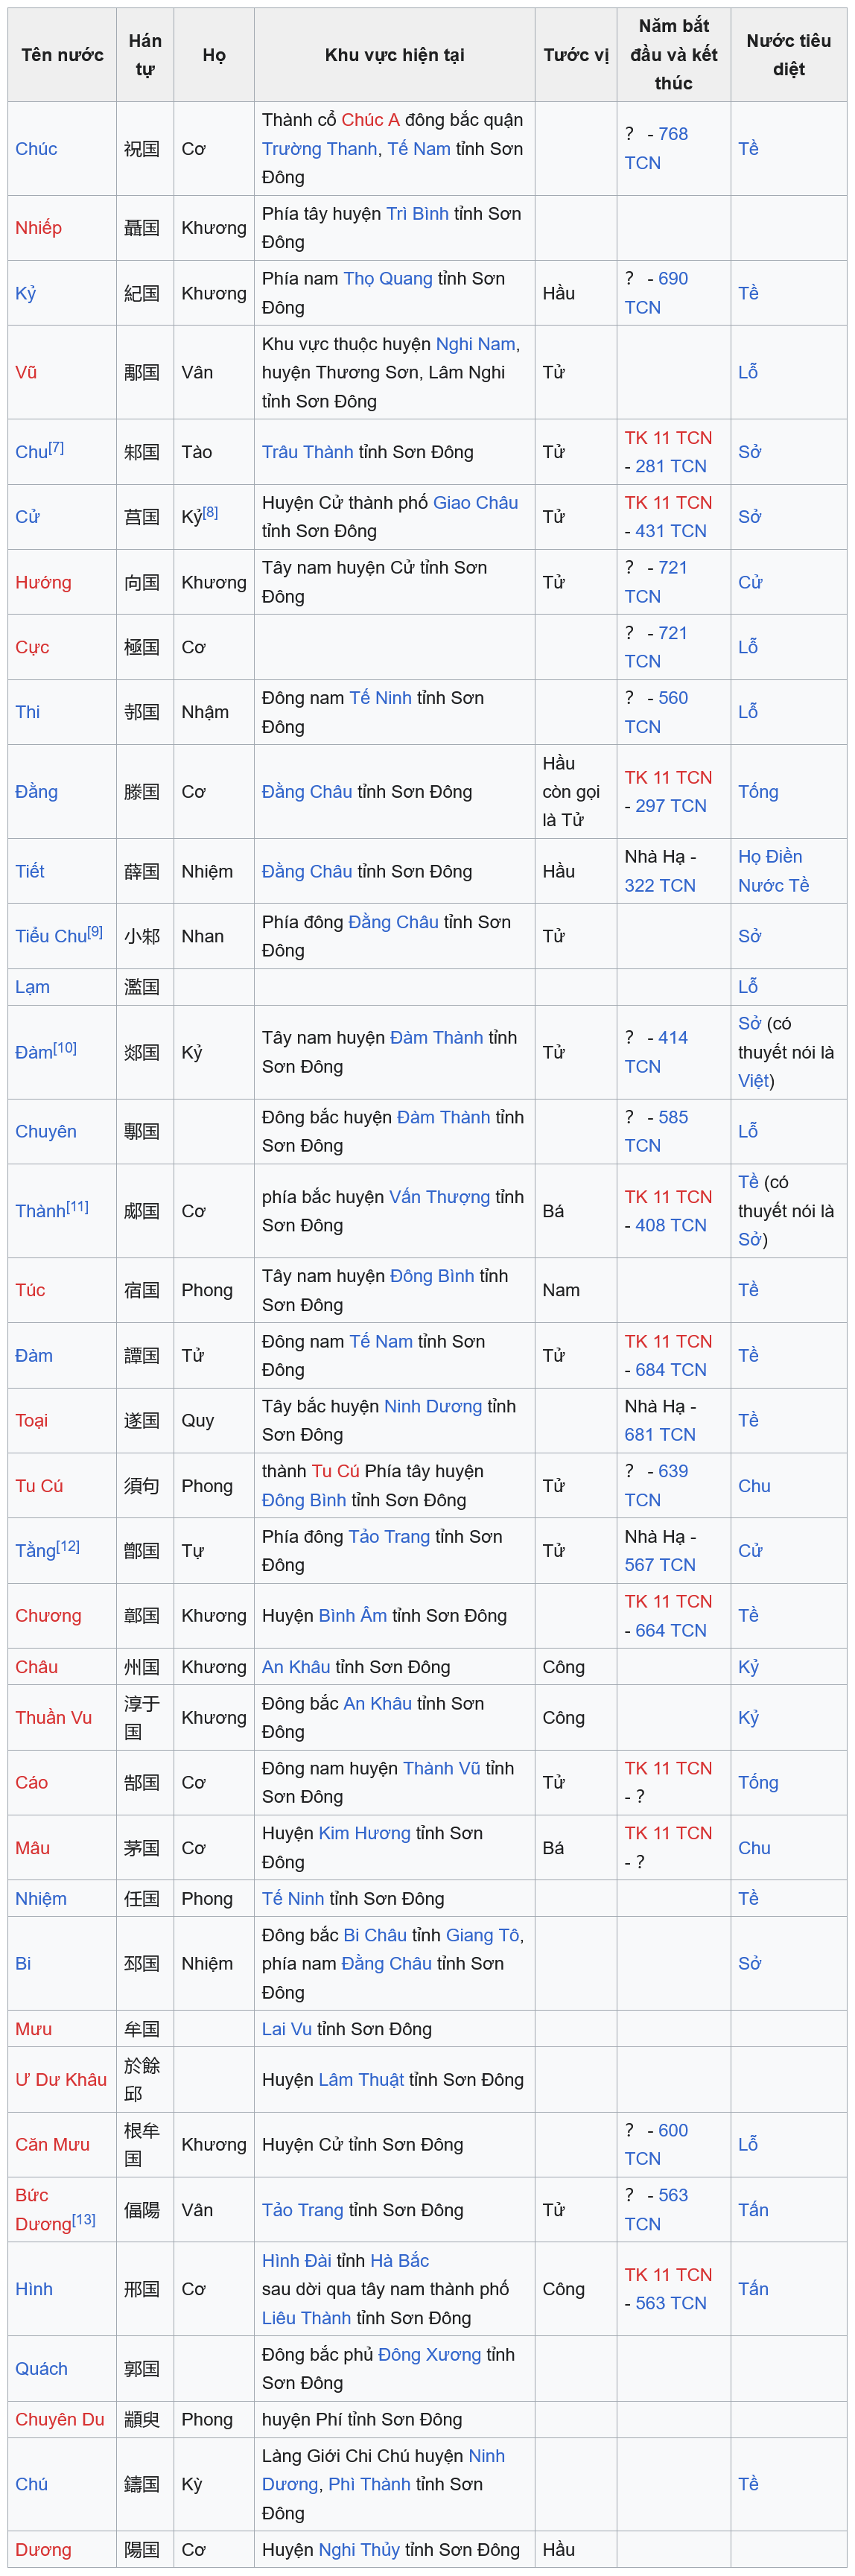 Tên nước
Hán tự
Họ
Khu vực hiện tại
Tước vị
Năm bắt đầu và kết thúc
Nước tiêu diệt
Chúc
祝国
Cơ
Thành cổ Chúc A đông bắc quận
Trường Thanh, Tế Nam tỉnh Sơn
Đông
? - 768
TCN
Tề
Nhiếp
聶国
Khương
Phía tây huyện Trì Bình tỉnh Sơn
Đông
Kỷ
紀国
Khương
Phía nam Thọ Quang tỉnh Sơn
Đông
Hầu
? - 690
TCN
Tề
Vũ
鄅国
Vân
Khu vực thuộc huyện Nghi Nam,
huyện Thương Sơn, Lâm Nghi
tỉnh Sơn Đông
Tử
Lỗ
Chu[7]
邾国
Tào
Trâu Thành tỉnh Sơn Đông
Tử
TK 11 TCN
- 281 TCN
Sở
Cử
莒国
Kỷ[8]
Huyện Cử thành phố Giao Châu
tỉnh Sơn Đông
Tử
TK 11 TCN
- 431 TCN
Sở
Hướng
向国
Khương
Tây nam huyện Cử tỉnh Sơn
Đông
Tử
? - 721
TCN
Cử
Cực
極国
Cơ
? - 721
TCN
Lỗ
Thi
邿国
Nhậm
Đông nam Tế Ninh tỉnh Sơn
Đông
? - 560
TCN
Lỗ
Đằng
滕国
Cơ
Đằng Châu tỉnh Sơn Đông
Hầu
còn gọi
là Tử
TK 11 TCN
- 297 TCN
Tống
Tiết
薛国
Nhiệm
Đằng Châu tỉnh Sơn Đông
Hầu
Nhà Hạ -
322 TCN
Họ Điền
Nước Tề
Tiểu Chu[9]
小邾
Nhan
Phía đông Đằng Châu tỉnh Sơn
Đông
Tử
Sở
Lạm
濫国
Lỗ
Đàm[10]
郯国
Kỷ
Tây nam huyện Đàm Thành tỉnh
Sơn Đông
Tử
? - 414
TCN
Sở (có
thuyết nói là
Việt)
Chuyên
鄟国
Đông bắc huyện Đàm Thành tỉnh
Sơn Đông
? - 585
TCN
Lỗ
Thành[11]
郕国
Cơ
phía bắc huyện Vấn Thượng tỉnh
Sơn Đông
Bá
TK 11 TCN
- 408 TCN
Tề (có
thuyết nói là
Sở)
Túc
宿国
Phong
Tây nam huyện Đông Bình tỉnh
Sơn Đông
Nam
Tề
Đàm
譚国
Tử
Đông nam Tế Nam tỉnh Sơn
Đông
Tử
TK 11 TCN
- 684 TCN
Tề
Toại
遂国
Quy
Tây bắc huyện Ninh Dương tỉnh
Sơn Đông
Nhà Hạ -
681 TCN
Tề
Tu Cú
須句
Phong
thành Tu Cú Phía tây huyện
Đông Bình tỉnh Sơn Đông
Tử
? - 639
TCN
Chu
Tằng[12]
鄫国
Tự
Phía đông Tảo Trang tỉnh Sơn
Đông
Tử
Nhà Hạ -
567 TCN
Cử
Chương
鄣国
Khương
Huyện Bình Âm tỉnh Sơn Đông
TK 11 TCN
- 664 TCN
Tề
Châu
州国
Khương
An Khâu tỉnh Sơn Đông
Công
Kỷ
Thuần Vu
淳于
国
Khương
Đông bắc An Khâu tỉnh Sơn
Đông
Công
Kỷ
Cáo
郜国
Cơ
Đông nam huyện Thành Vũ tỉnh
Sơn Đông
Tử
TK 11 TCN
- ?
Tống
Mâu
茅国
Cơ
Huyện Kim Hương tỉnh Sơn
Đông
Bá
TK 11 TCN
- ?
Chu
Nhiệm
任国
Phong
Tế Ninh tỉnh Sơn Đông
Tề
Bi
邳国
Nhiệm
Đông bắc Bi Châu tỉnh Giang Tô,
phía nam Đằng Châu tỉnh Sơn
Đông
Sở
Mưu
牟国
Lai Vu tỉnh Sơn Đông
Ư Dư Khâu
於餘
邱
Huyện Lâm Thuật tỉnh Sơn Đông
Căn Mưu
根牟
国
Khương
Huyện Cử tỉnh Sơn Đông
? - 600
TCN
Lỗ
Bức
Dương[13]
偪陽
Vân
Tảo Trang tỉnh Sơn Đông
Tử
? - 563
TCN
Tấn
Hình
邢国
Cơ
Hình Đài tỉnh Hà Bắc
sau dời qua tây nam thành phố
Liêu Thành tỉnh Sơn Đông
Công
TK 11 TCN
- 563 TCN
Tấn
Quách
郭国
Đông bắc phủ Đông Xương tỉnh
Sơn Đông
Chuyên Du
顓臾
Phong
huyện Phí tỉnh Sơn Đông
Chú
鑄国
Kỳ
Làng Giới Chi Chú huyện Ninh
Dương, Phì Thành tỉnh Sơn
Đông
Tề
Dương
陽国
Cơ
Huyện Nghi Thủy tỉnh Sơn Đông
Hầu